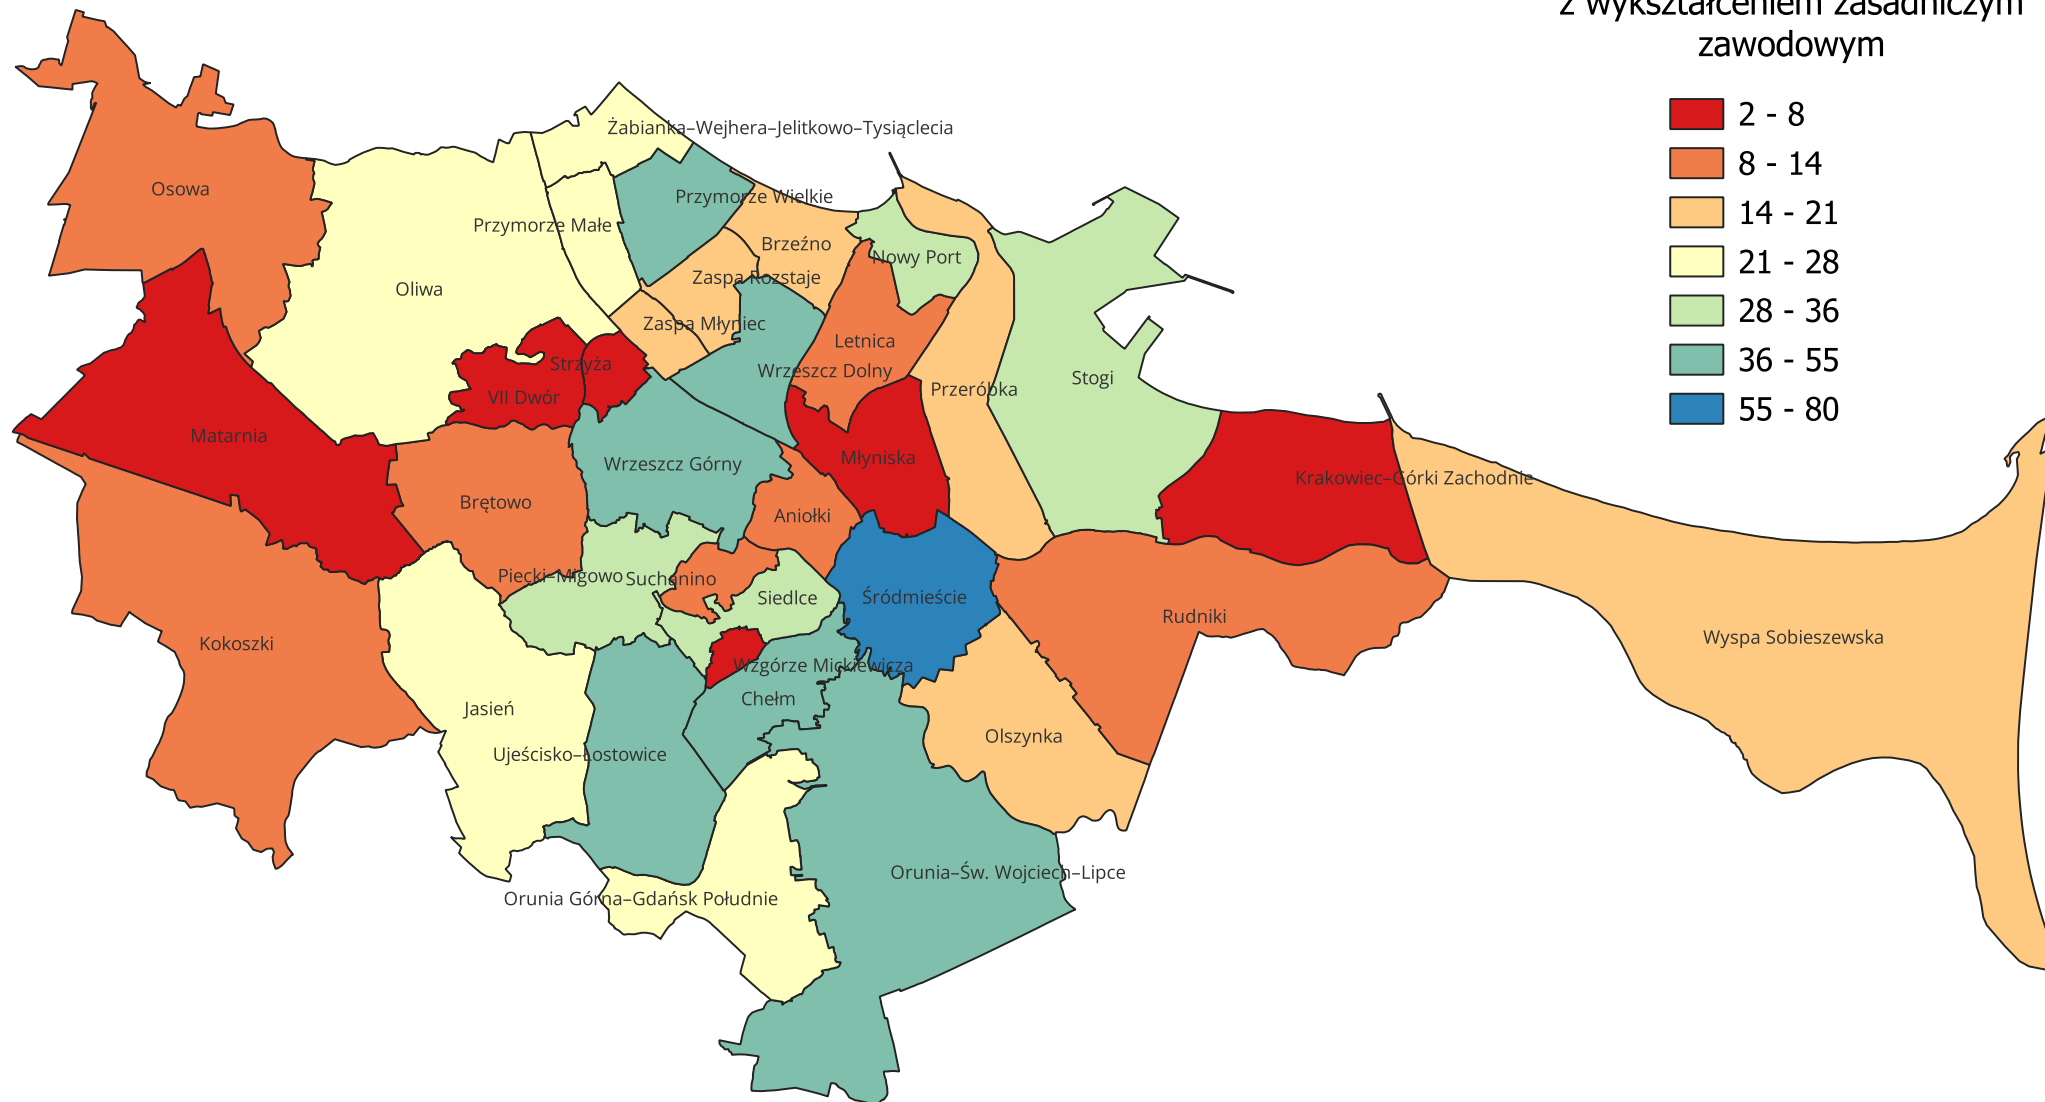 z wykształceniem zasadniczym
zawodowym
2 - 8
8 - 14
14 - 21
21 - 28
28 - 36
36 - 55
55 - 80
Żabianka–Wejhera–Jelitkowo–Tysiąclecia
Osowa
Przymorze Wielkie
Przymorze Małe
Brzeźno
Nowy Port
Zaspa Rozstaje
Oliwa
Zaspa Młyniec
Letnica
Strzyża
Wrzeszcz Dolny
Stogi
Przeróbka
VII Dwór
Matarnia
Młyniska
Wrzeszcz Górny
Krakowiec–Górki Zachodnie
Brętowo
Aniołki
Piecki–Migowo
Suchanino
Siedlce
Śródmieście
Rudniki
Wyspa Sobieszewska
Kokoszki
Wzgórze Mickiewicza
Chełm
Jasień
Olszynka
Ujeścisko–Łostowice
Orunia–Św. Wojciech–Lipce
Orunia Górna–Gdańsk Południe